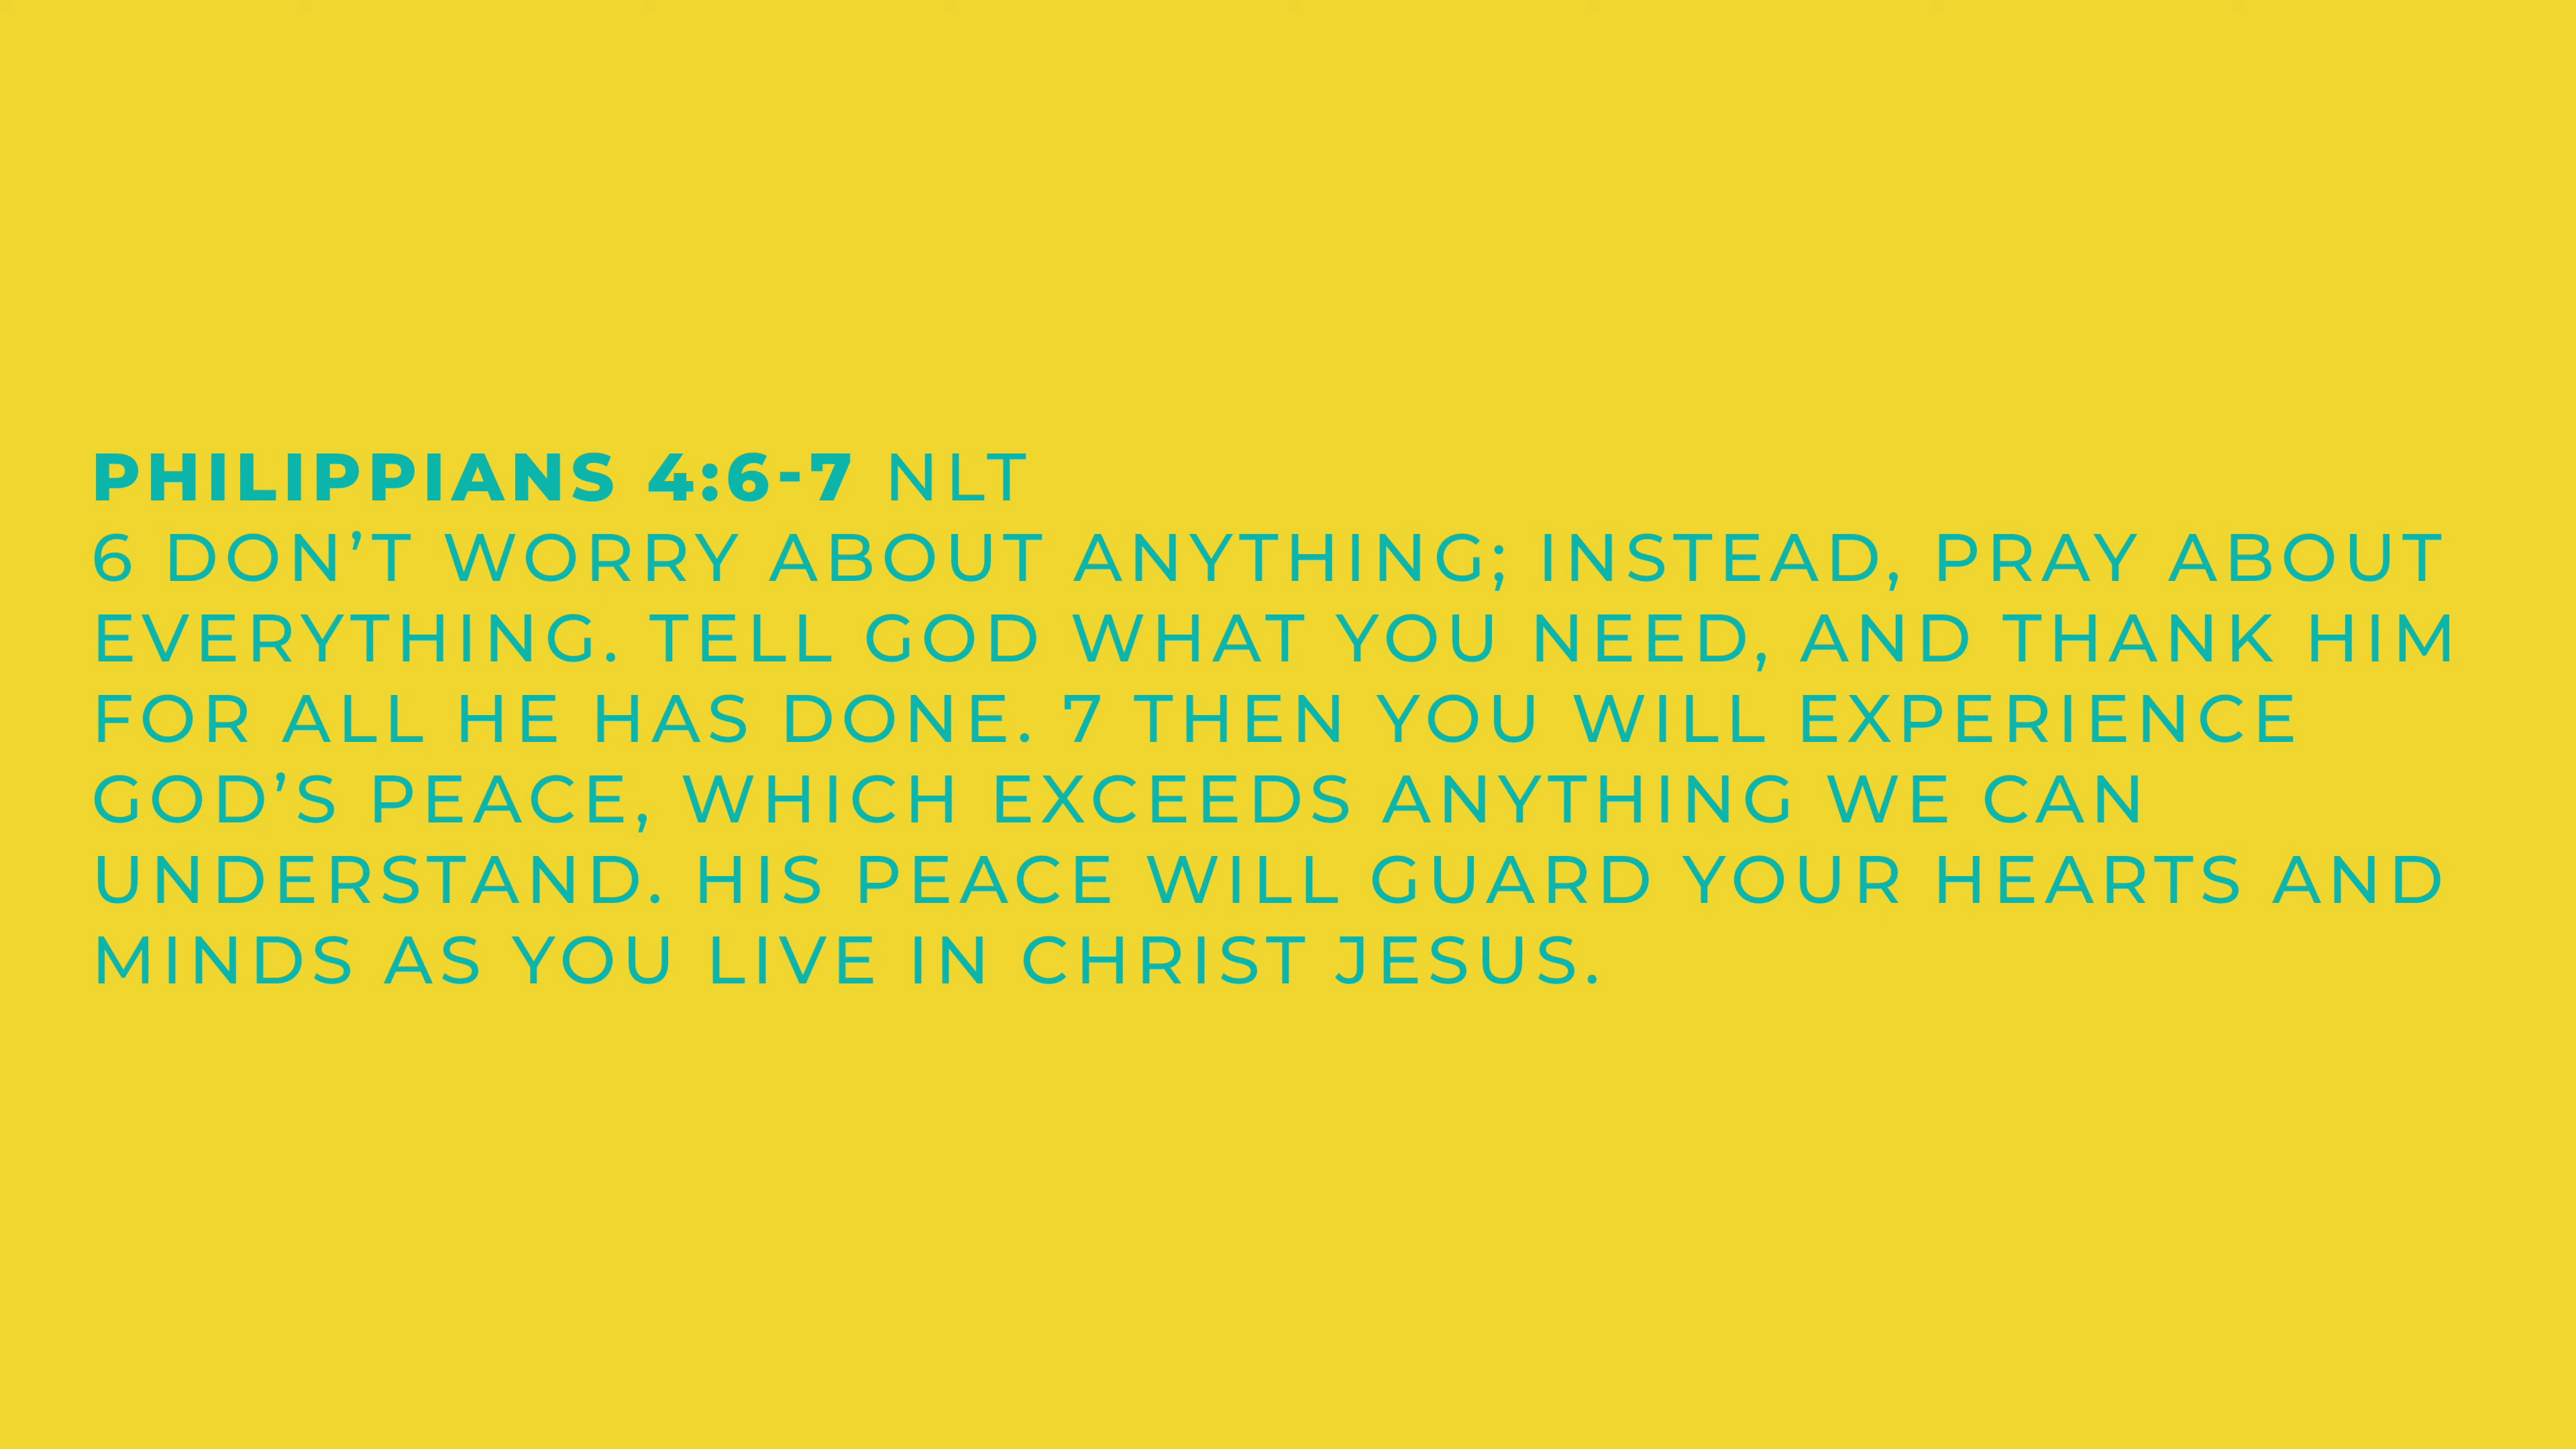 PHILIPPIANS 4:6-7 NLT
6 DON’T WORRY ABOUT ANYTHING; INSTEAD, PRAY ABOUT
EVERYTHING. TELL GOD WHAT YOU NEED, AND THANK HIM
FOR ALL HE HAS DONE. 7 THEN YOU WILL EXPERIENCE
GOD’S PEACE, WHICH EXCEEDS ANYTHING WE CAN
UNDERSTAND. HIS PEACE WILL GUARD YOUR HEARTS AND
MINDS AS YOU LIVE IN CHRIST JESUS.